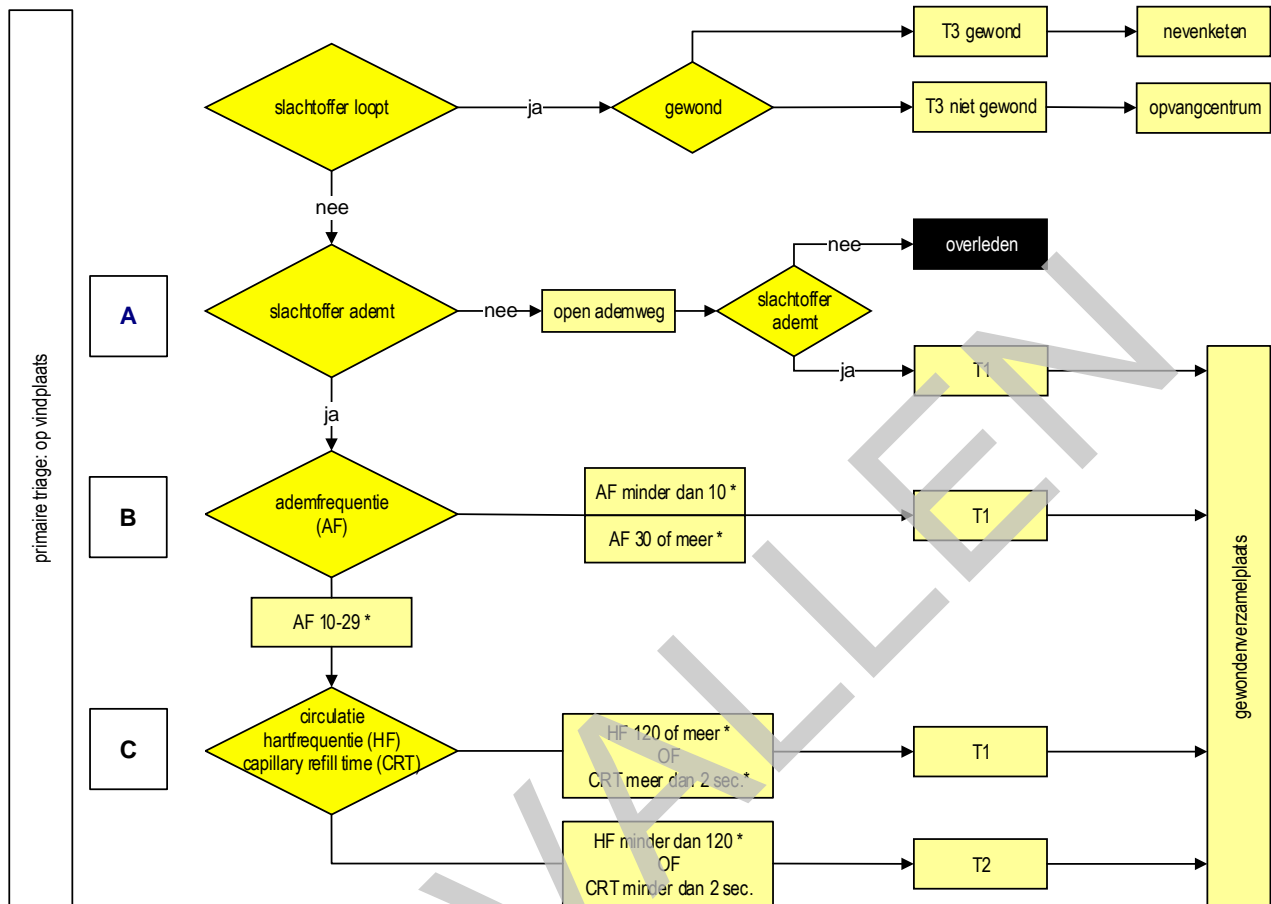 primaire triage: op vindplaats
slachtoffer loopt
ja
gewond
T3 gewond
nevenketen
T3 niet gewond
opvangcentrum
nee
A
slachtoffer ademt
nee
open ademweg
slachtoffer
ademt
nee
overleden
ja
T1
ja
B
ademfrequentie
(AF)
AF minder dan 10 *
AF 30 of meer *
T1
AF 10-29 *
C
circulatie
hartfrequentie (HF)
capillary refill time (CRT)
HF 120 of meer *
OF
CRT meer dan 2 sec.*
T1
HF minder dan 120 *
OF
CRT minder dan 2 sec.
T2
gewondenverzamelplaats
VALLEN